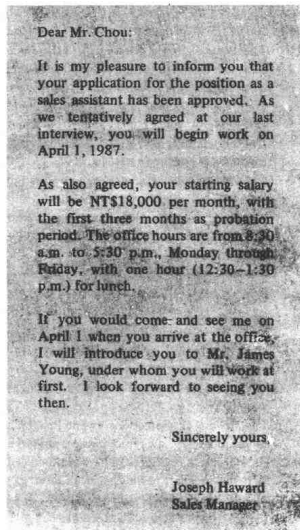 Dear Mr. Chou:
It is my pleasure to inform you that
your application for the position as a
sales assistant has been approved. As
we tentatively agreed at our last
interview, you will begin work on
April 1, 1987.
As also agreed, your starting salary
will be NT$18,000 per month, with
the first three months as probation
period. The office hours are from 8:30
a.m. to 5:30 p.m., Monday through
Friday, with one hour (12:30–1:30
p.m.) for lunch.
If you would come and see me on
April 1 when you arrive at the office,
I will introduce you to Mr. James
Young, under whom you will work at
first. I look forward to seeing you
then.
Sincerely yours,
Joseph Haward
Sales Manager